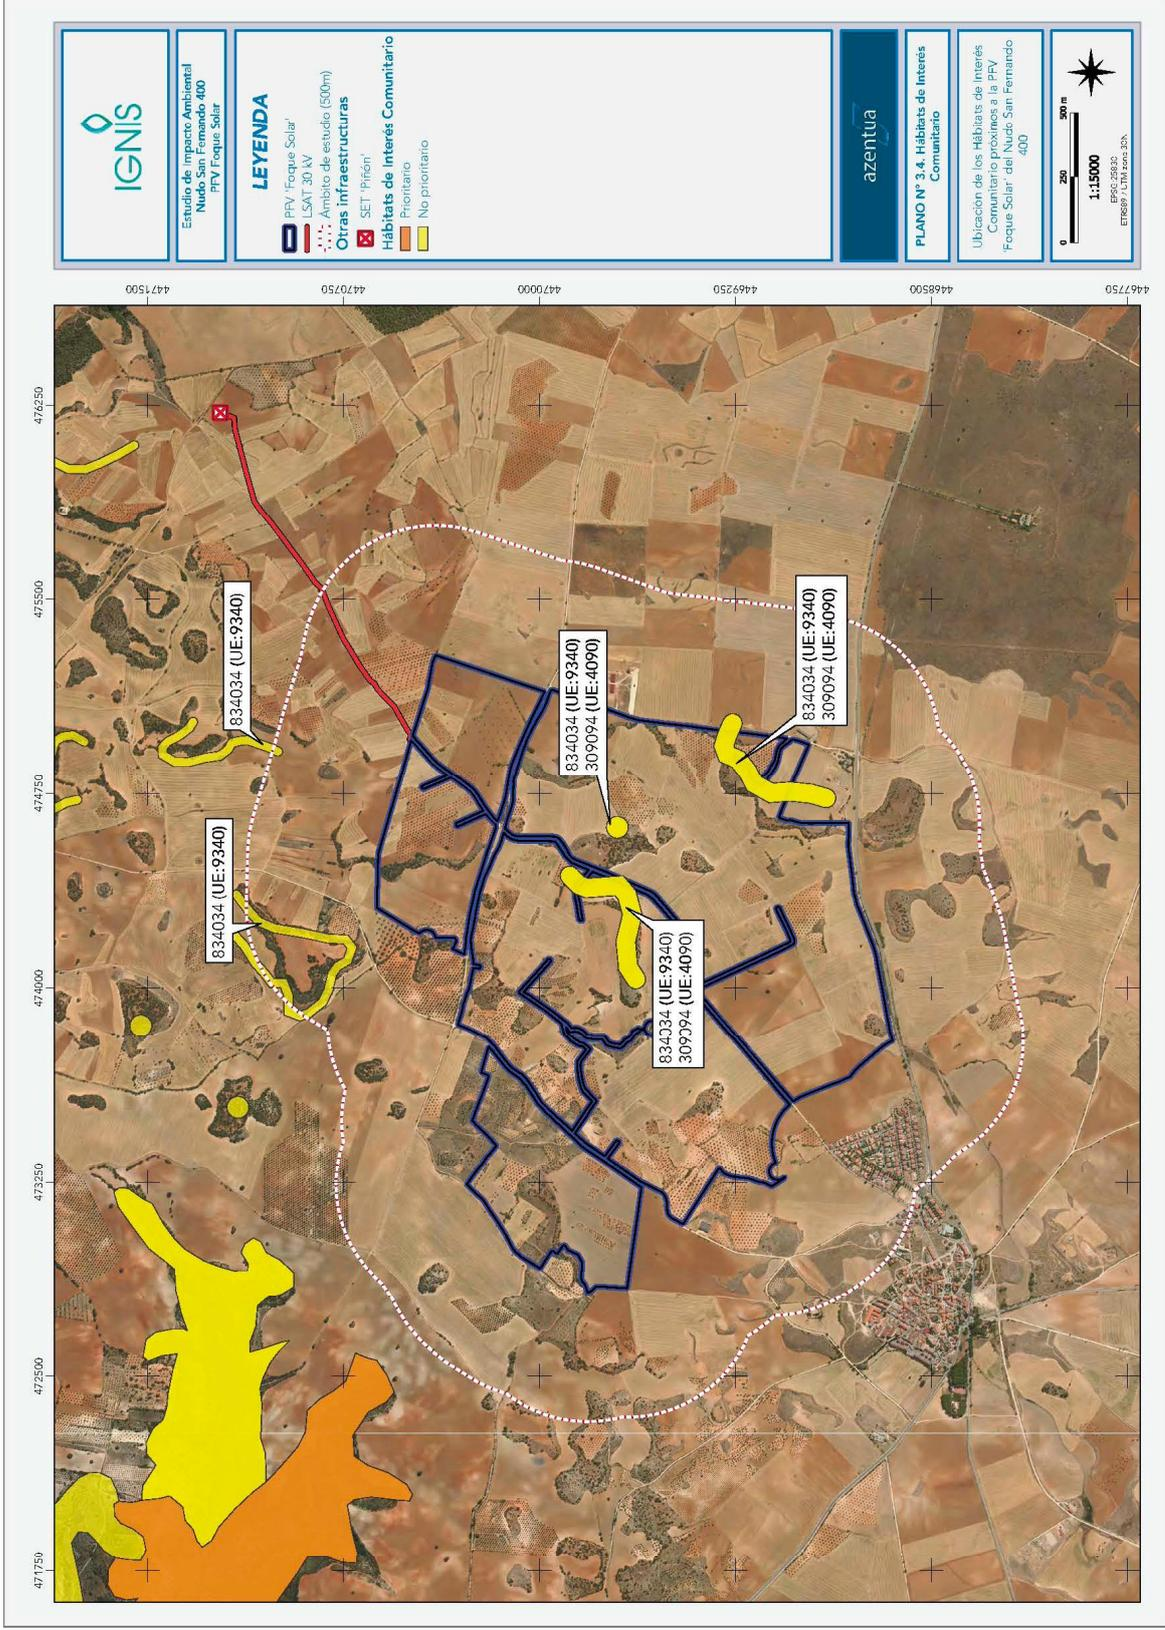 IGNIS
Estudio de Impacto Ambiental
Nudo San Fernando 400
PFV Foque Solar
LEYENDA
PFV 'Foque Solar'
LSAT 30 kV
Ámbito de estudio (500m)
Otras infraestructuras
SET 'Piñón'
Hábitats de Interés Comunitario
Prioritario
No prioritario
azentua
PLANO Nº 3.4. Hábitats de Interés
Comunitario
Ubicación de los Hábitats de Interés
Comunitario próximos a la PFV
'Foque Solar' del Nudo San Fernando
400
0 250 500 m
1:15000
EPSG:25830
ETRS89 / UTM zone 30N
471750 472500 473250 474000 474750 475500 476250
4471500
4470750
4470000
4469250
4468500
4467750
834034 (UE:9340)
834034 (UE:9340)
834034 (UE:9340)
309094 (UE:4090)
834034 (UE:9340)
309094 (UE:4090)
834034 (UE:9340)
309094 (UE:4090)